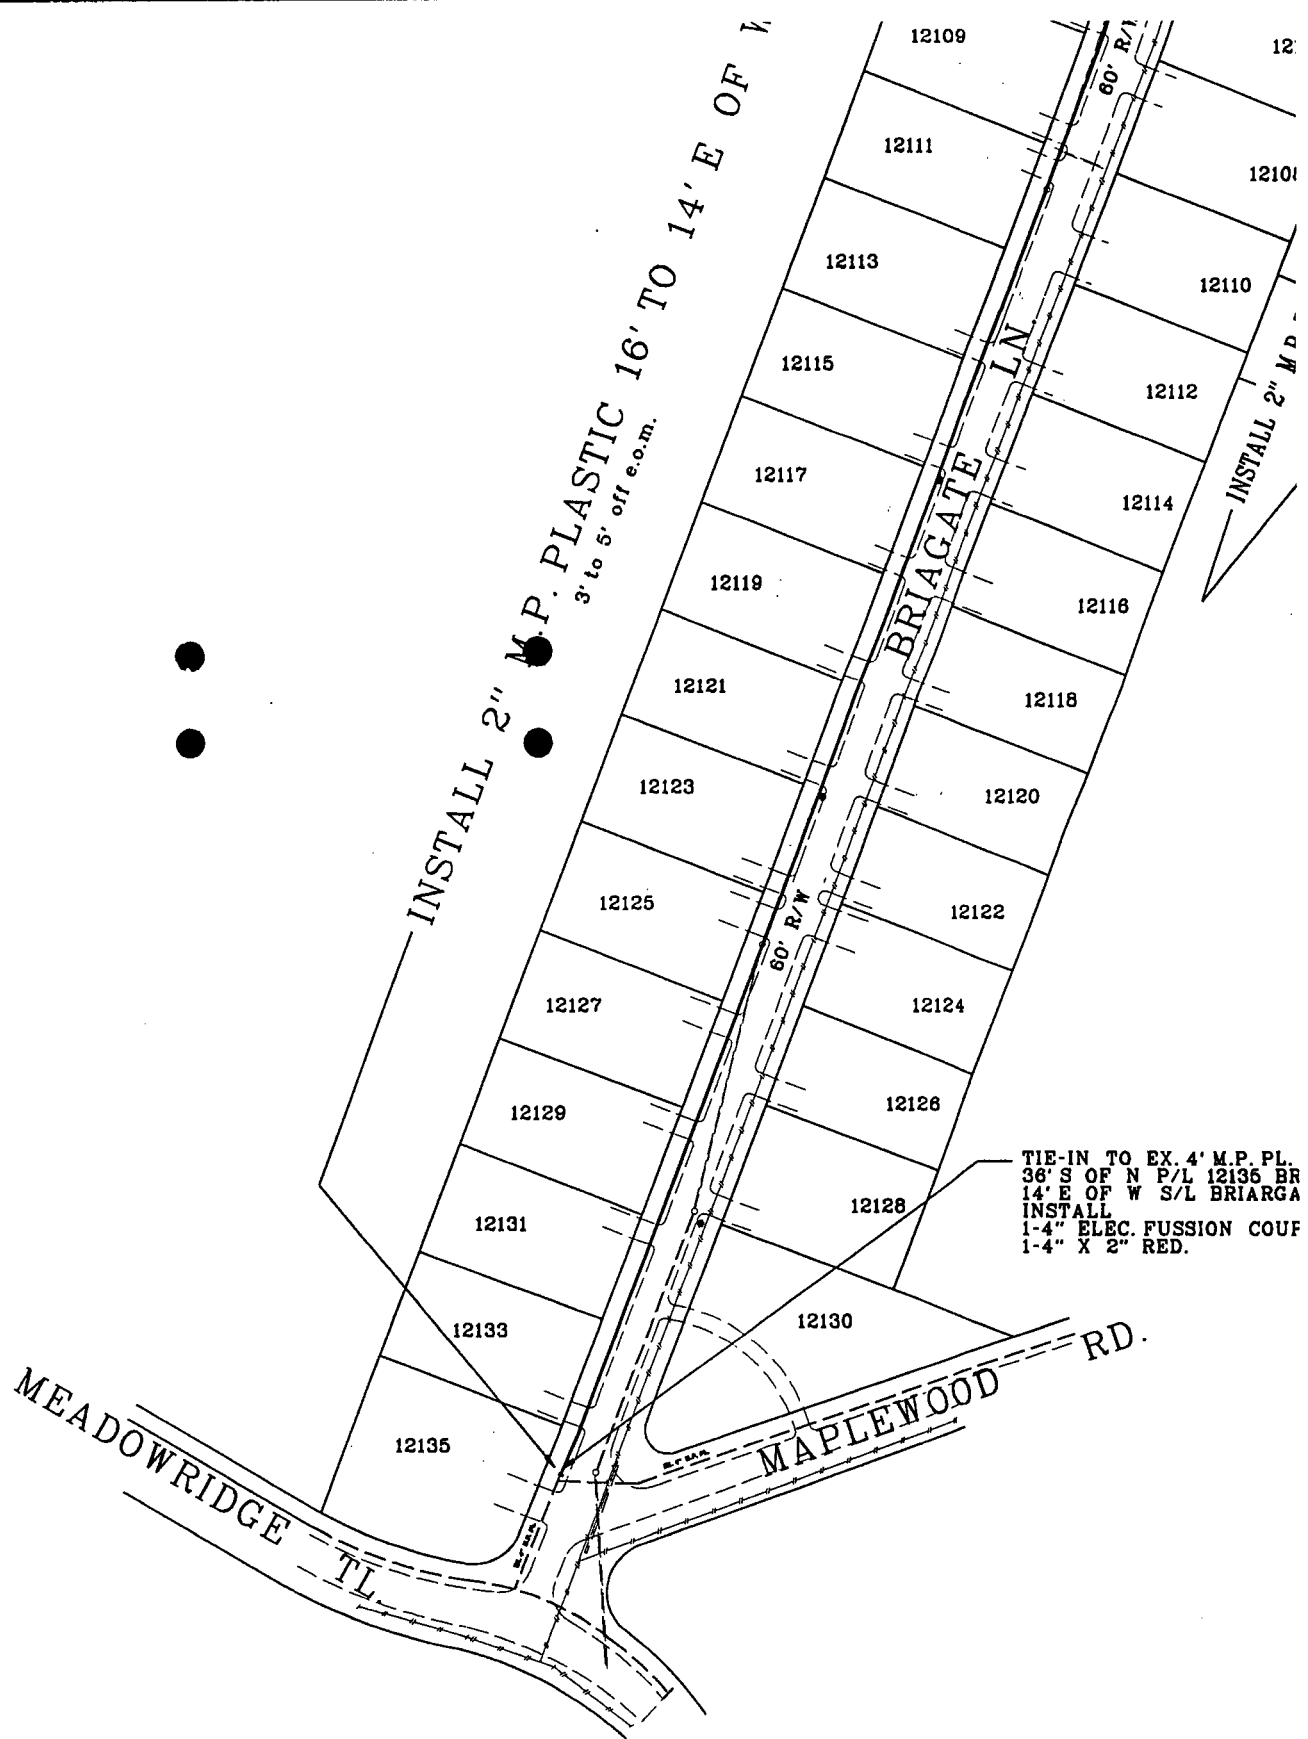 INSTALL 2" M.P. PLASTIC 16' TO 14' E OF
3' to 5' off e.o.m.
12109
12111
12113
12115
12117
12119
12121
12123
12125
12127
12129
12131
12133
12135
60' R/W
BRIAGATE LN.
60' R/W
12110
12112
12114
12116
12118
12120
12122
12124
12126
12128
12130
INSTALL 2"
TIE-IN TO EX. 4' M.P. PL.
36' S OF N P/L 12135 BR
14' E OF W S/L BRIARGA
INSTALL
1-4" ELEC. FUSSION COUP
1-4" X 2" RED.
MAPLEWOOD RD.
MEADOWRIDGE TL.